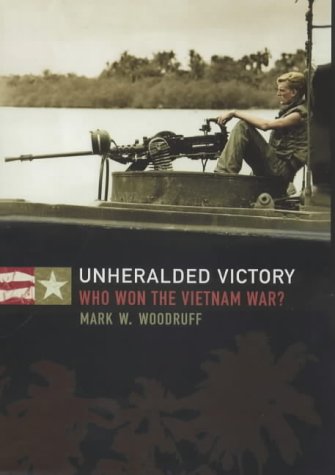 UNHERALDED VICTORY
WHO WON THE VIETNAM WAR?
MARK W. WOODRUFF